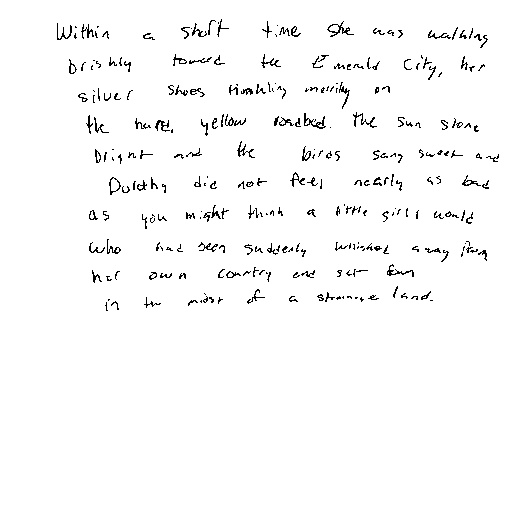 Within a short time she was walking
briskly toward the Emerald City, her
silver shoes tinkling merrily on
the hard, yellow roadbed. The sun shone
bright and the birds sang sweet and
Dorothy did not feel nearly as bad
as you might think a little girl would
who had been suddenly whisked away from
her own country and set down
in the midst of a strange land.